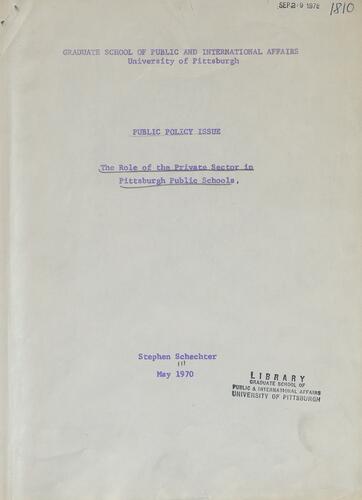 SEP 29 1976 1810
GRADUATE SCHOOL OF PUBLIC AND INTERNATIONAL AFFAIRS
University of Pittsburgh
PUBLIC POLICY ISSUE
The Role of the Private Sector in
Pittsburgh Public Schools.
Stephen Schechter
May 1970
LIBRARY
GRADUATE SCHOOL OF
PUBLIC & INTERNATIONAL AFFAIRS
UNIVERSITY OF PITTSBURGH